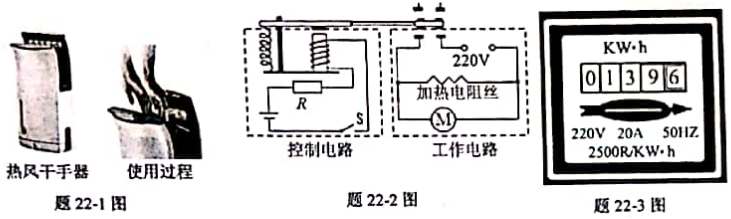 热风干手器
使用过程
题 22-1 图
R
S
控制电路
220V
加热电阻丝
M
工作电路
题 22-2 图
KW·h
0 1 3 9 6
220V 20A 50HZ
2500R/KW·h
题 22-3 图